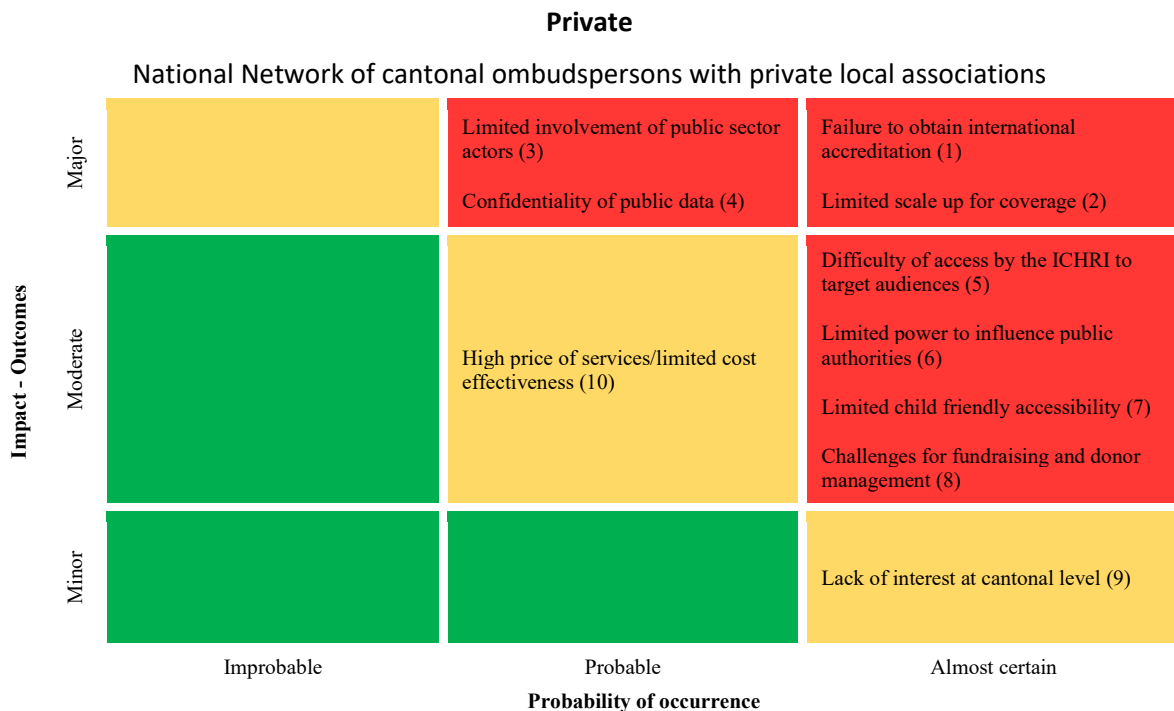 Private
National Network of cantonal ombudspersons with private local associations
Impact - Outcomes
Major
Limited involvement of public sector
actors (3)
Confidentiality of public data (4)
Failure to obtain international
accreditation (1)
Limited scale up for coverage (2)
Moderate
High price of services/limited cost
effectiveness (10)
Difficulty of access by the ICHRI to
target audiences (5)
Limited power to influence public
authorities (6)
Limited child friendly accessibility (7)
Challenges for fundraising and donor
management (8)
Minor
Lack of interest at cantonal level (9)
Improbable
Probable
Almost certain
Probability of occurrence